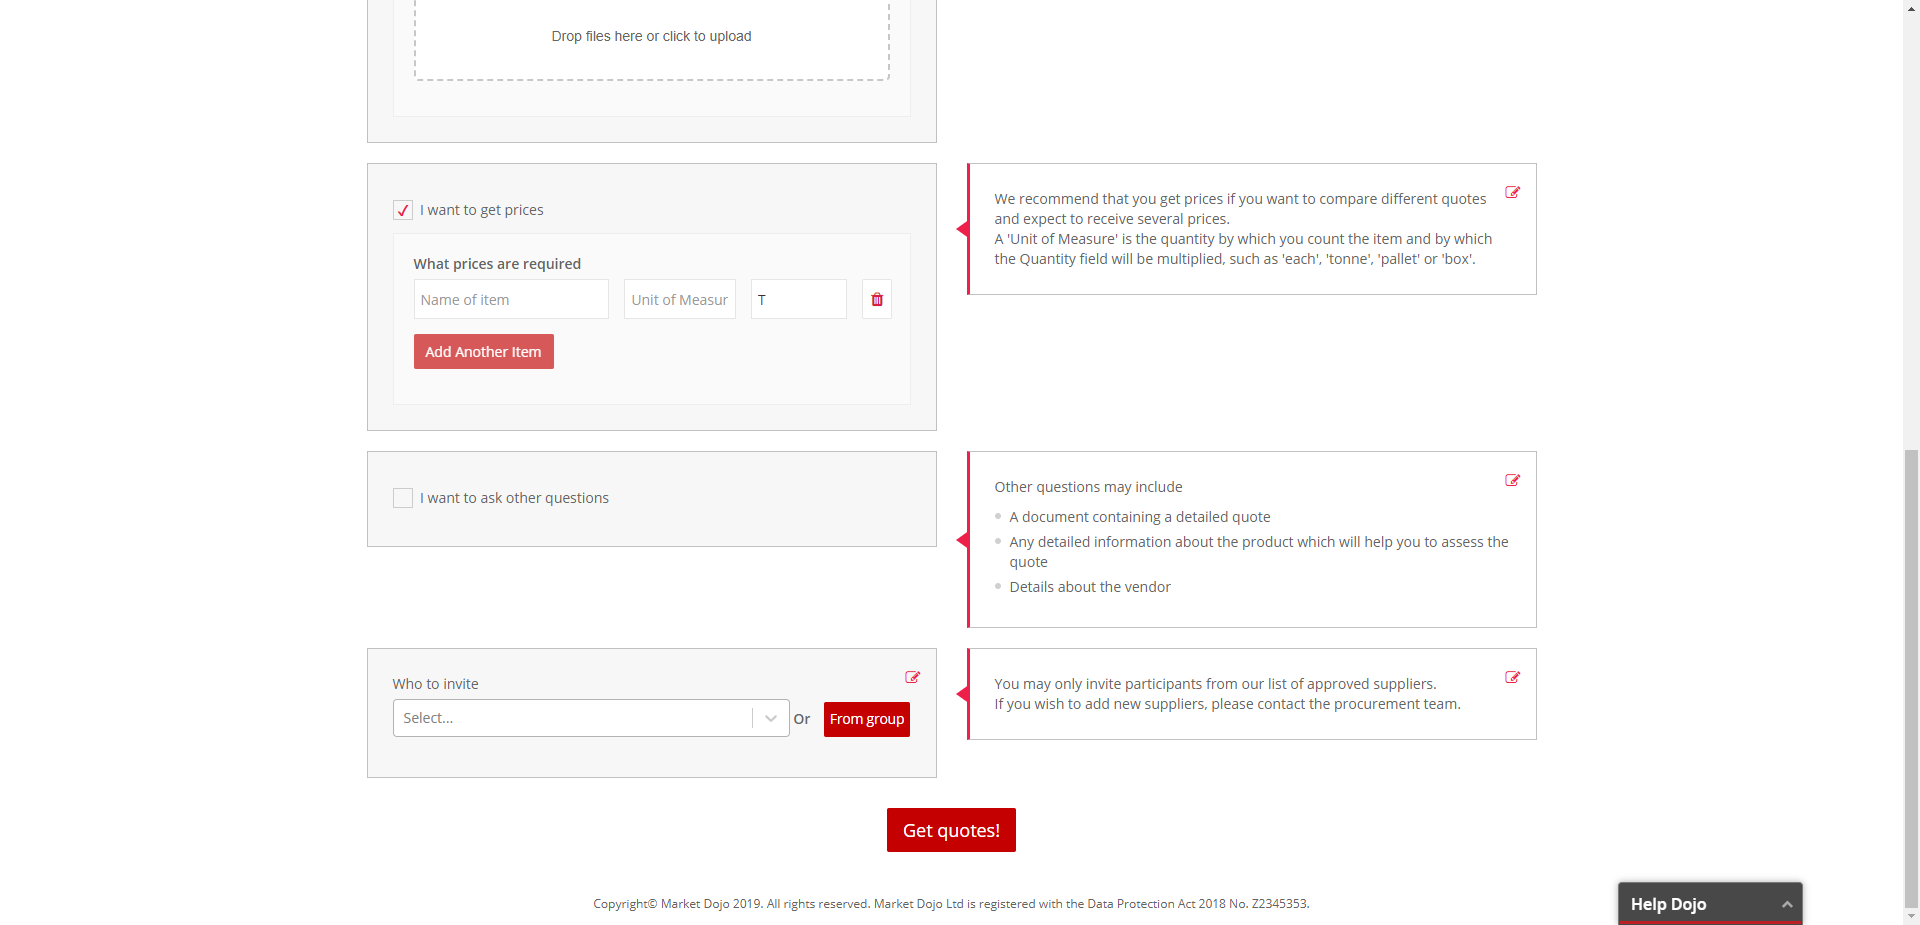 Drop files here or click to upload
I want to get prices
What prices are required
Name of item
Unit of Measur
T
Add Another Item
We recommend that you get prices if you want to compare different quotes
and expect to receive several prices.
A 'Unit of Measure' is the quantity by which you count the item and by which
the Quantity field will be multiplied, such as 'each', 'tonne', 'pallet' or 'box'.
I want to ask other questions
Other questions may include
A document containing a detailed quote
Any detailed information about the product which will help you to assess the
quote
Details about the vendor
Who to invite
Select...
Or
From group
You may only invite participants from our list of approved suppliers.
If you wish to add new suppliers, please contact the procurement team.
Get quotes!
Copyright© Market Dojo 2019. All rights reserved. Market Dojo Ltd is registered with the Data Protection Act 2018 No. Z2345353.
Help Dojo